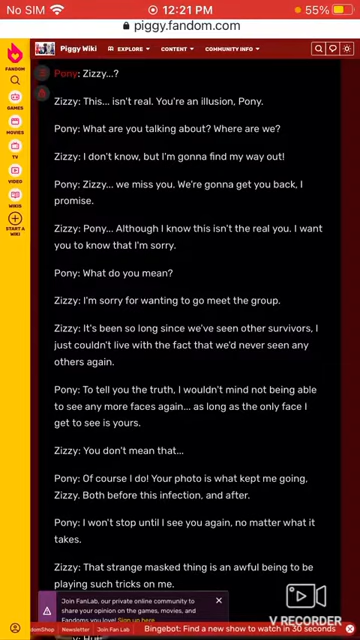 No SIM 12:21 PM 55%
piggy.fandom.com
FANDOM
Piggy Wiki EXPLORE CONTENT COMMUNITY INFO
GAMES
MOVIES
TV
VIDEO
WIKIS
START A WIKI
Pony: Zizzy...?
Zizzy: This... isn't real. You're an illusion, Pony.
Pony: What are you talking about? Where are we?
Zizzy: I don't know, but I'm gonna find my way out!
Pony: Zizzy... we miss you. We're gonna get you back, I
promise.
Zizzy: Pony... Although I know this isn't the real you. I want
you to know that I'm sorry.
Pony: What do you mean?
Zizzy: I'm sorry for wanting to go meet the group.
Zizzy: It's been so long since we've seen other survivors, I
just couldn't live with the fact that we'd never seen any
others again.
Pony: To tell you the truth, I wouldn't mind not being able
to see any more faces again... as long as the only face I
get to see is yours.
Zizzy: You don't mean that...
Pony: Of course I do! Your photo is what kept me going,
Zizzy. Both before this infection, and after.
Pony: I won't stop until I see you again, no matter what it
takes.
Zizzy: That strange masked thing is an awful being to be
playing such tricks on me.
Join FanLab, our private online community to
share your opinion on the games, movies, and
Fandoms you love! Sign up here
V RECORDER
Shop Newsletter Join Fan Lab Bingebot: Find a new show to watch in 30 seconds